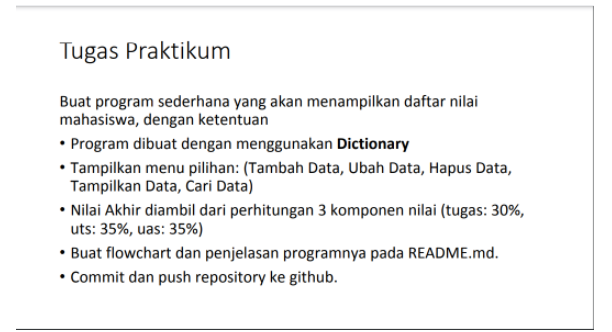 Tugas Praktikum
Buat program sederhana yang akan menampilkan daftar nilai
mahasiswa, dengan ketentuan
• Program dibuat dengan menggunakan Dictionary
• Tampilkan menu pilihan: (Tambah Data, Ubah Data, Hapus Data,
Tampilkan Data, Cari Data)
• Nilai Akhir diambil dari perhitungan 3 komponen nilai (tugas: 30%,
uts: 35%, uas: 35%)
• Buat flowchart dan penjelasan programnya pada README.md.
• Commit dan push repository ke github.